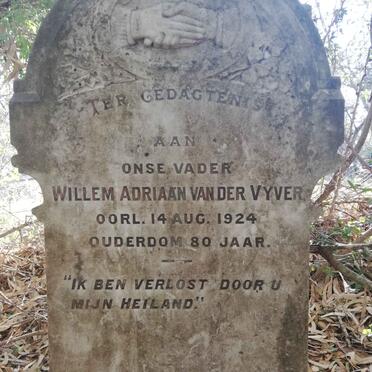 TER GEDAGTENIS
AAN
ONSE VADER
WILLEM ADRIAAN VAN DER VYVER
OORL. 14 AUG. 1924
OUDERDOM 80 JAAR.
"IK BEN VERLOST DOOR U
MIJN HEILAND."